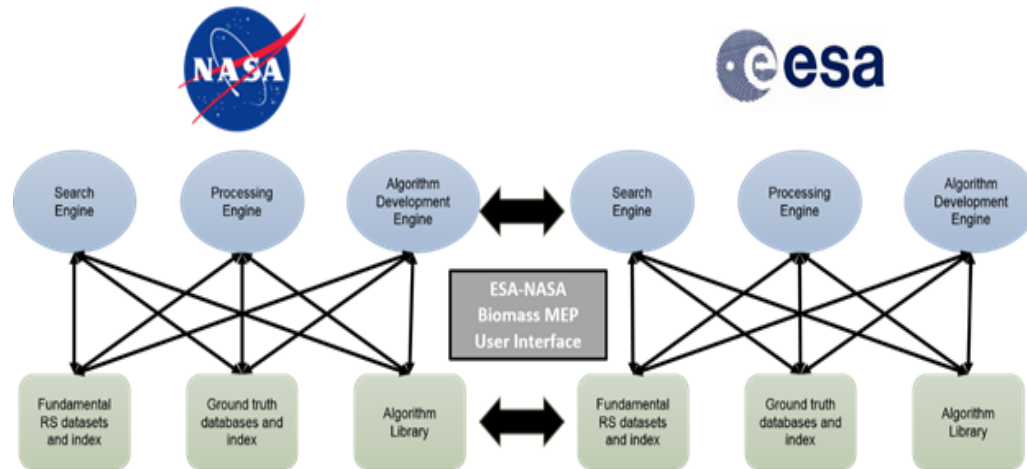 NASA
esa
Search
Engine
Processing
Engine
Algorithm
Development
Engine
Search
Engine
Processing
Engine
Algorithm
Development
Engine
ESA-NASA
Biomass MEP
User Interface
Fundamental
RS datasets
and index
Ground truth
databases and
index
Algorithm
Library
Fundamental
RS datasets
and index
Ground truth
databases and
index
Algorithm
Library